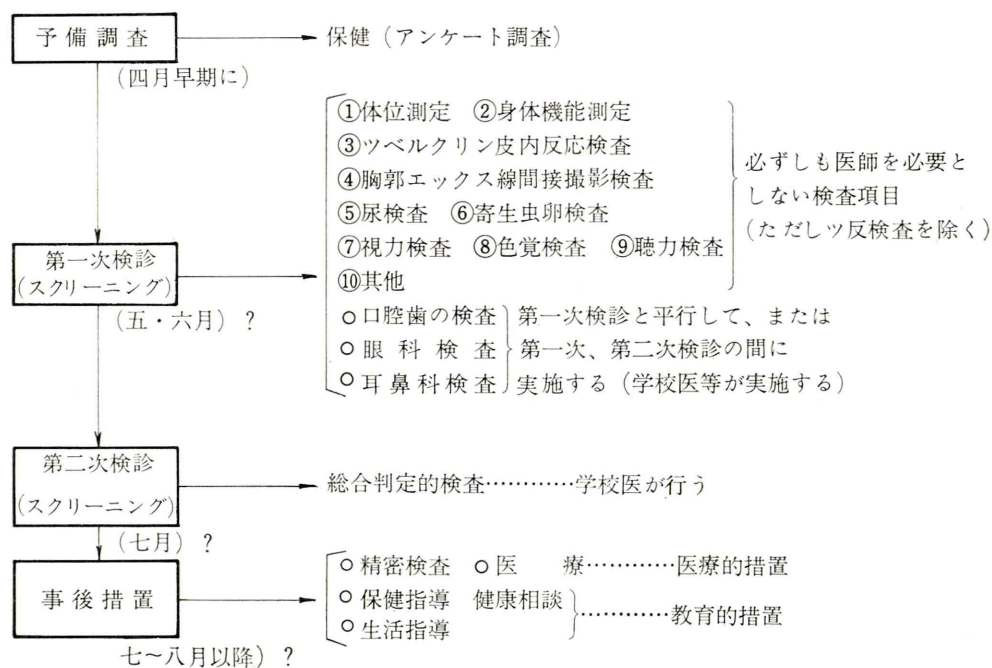 予備調査 保健（アンケート調査）
（四月早期に）
①体位測定 ②身体機能測定
③ツベルクリン皮内反応検査
④胸郭エックス線間接撮影検査
⑤尿検査 ⑥寄生虫卵検査
⑦視力検査 ⑧色覚検査 ⑨聴力検査
⑩其他
必ずしも医師を必要と
しない検査項目
（ただしツ反検査を除く）
第一次検診
（スクリーニング）
（五・六月）？
○口腔歯の検査
○眼科検査
○耳鼻科検査
第一次検診と平行して、または
第一次、第二次検診の間に
実施する（学校医等が実施する）
第二次検診
（スクリーニング）
総合判定的検査…………学校医が行う
（七月）？
事後措置
○精密検査 ○医療…………医療的措置
○保健指導 健康相談
○生活指導
…………教育的措置
七～八月以降）？